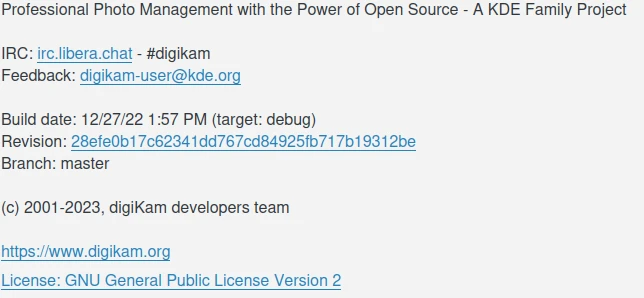 Professional Photo Management with the Power of Open Source - A KDE Family Project
IRC: irc.libera.chat - #digikam
Feedback: digikam-user@kde.org
Build date: 12/27/22 1:57 PM (target: debug)
Revision: 28efe0b17c62341dd767cd84925fb717b19312be
Branch: master
(c) 2001-2023, digiKam developers team
https://www.digikam.org
License: GNU General Public License Version 2